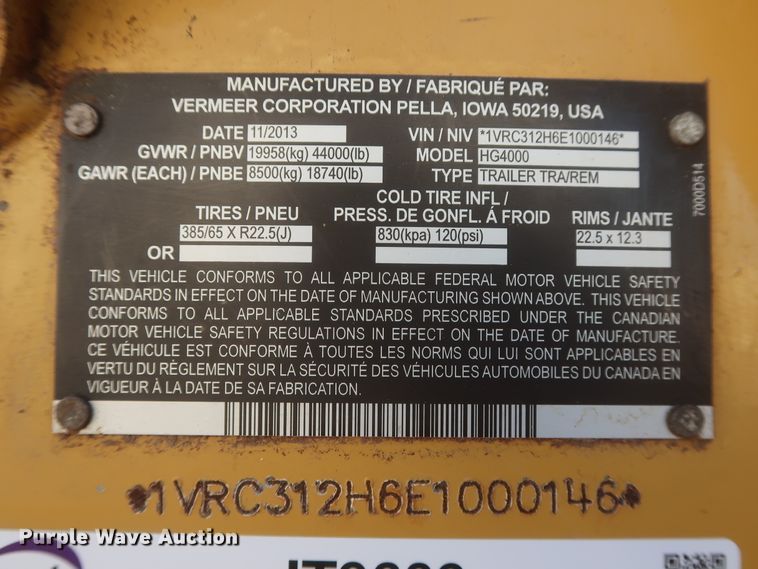 MANUFACTURED BY / FABRIQUÉ PAR:
VERMEER CORPORATION PELLA, IOWA 50219, USA
DATE 11/2013 VIN / NIV *1VRC312H6E1000146*
GVWR / PNBV 19958(kg) 44000(lb) MODEL HG4000
GAWR (EACH) / PNBE 8500(kg) 18740(lb) TYPE TRAILER TRA/REM
7000D514
COLD TIRE INFL /
TIRES / PNEU PRESS. DE GONFL. Á FROID RIMS / JANTE
385/65 X R22.5(J) 830(kpa) 120(psi) 22.5 x 12.3
OR
THIS VEHICLE CONFORMS TO ALL APPLICABLE FEDERAL MOTOR VEHICLE SAFETY
STANDARDS IN EFFECT ON THE DATE OF MANUFACTURING SHOWN ABOVE. THIS VEHICLE
CONFORMS TO ALL APPLICABLE STANDARDS PRESCRIBED UNDER THE CANADIAN
MOTOR VEHICLE SAFETY REGULATIONS IN EFFECT ON THE DATE OF MANUFACTURE.
CE VÉHICULE EST CONFORME À TOUTES LES NORMS QUI LUI SONT APPLICABLE EN
VERTU DU RÈGLEMENT SUR LA SÉCURITÉ DES VÉHICULES AUTOMOBILES DU CANADA EN
VIGUEUR À LA DATE DE SA FABRICATION.
*1VRC312H6E1000146*
Purple Wave Auction